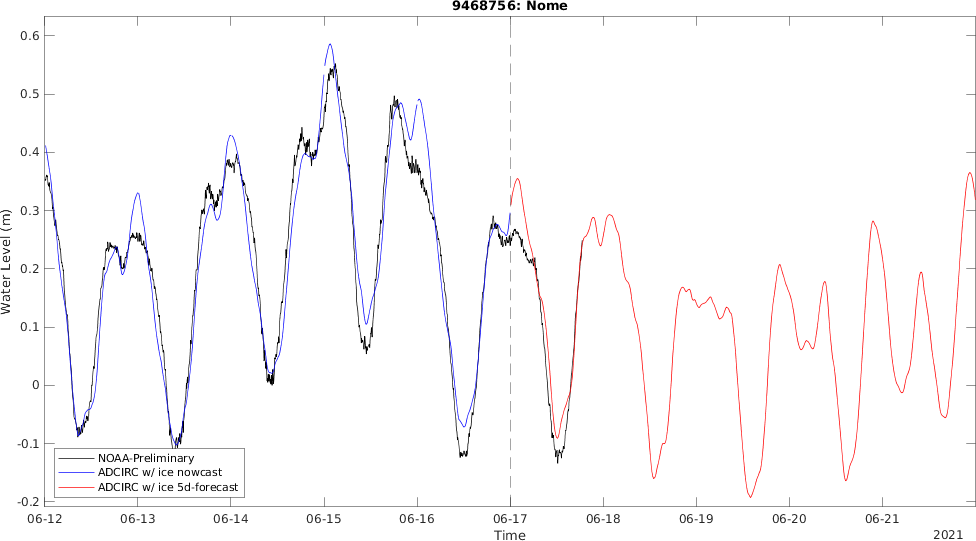 9468756: Nome
0.6
0.5
0.4
0.3
0.2
0.1
0
-0.1
-0.2
Water Level (m)
NOAA-Preliminary
ADCIRC w/ ice nowcast
ADCIRC w/ ice 5d-forecast
06-12 06-13 06-14 06-15 06-16 06-17 06-18 06-19 06-20 06-21
Time
2021